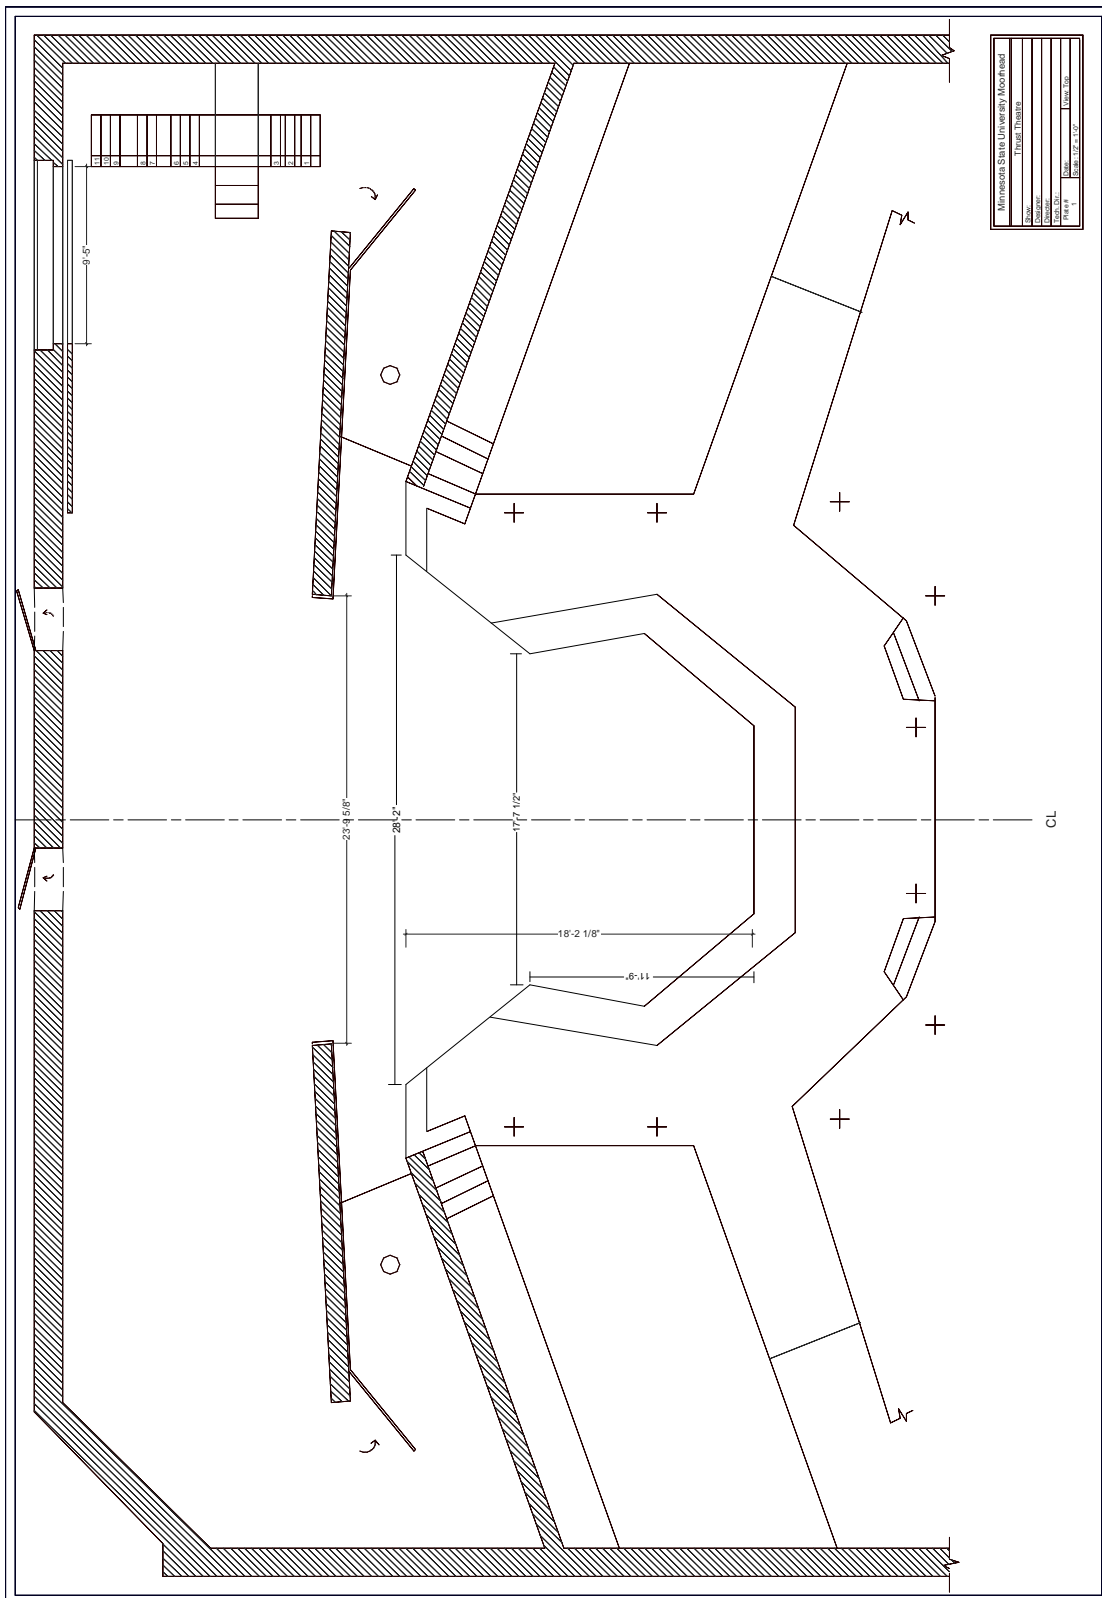 Minnesota State University Moorhead
Thrust Theatre
Show:
Designer:
Director:
Tech. Dir.:
Plate #
1
Date:
View: Top
Scale: 1/2" = 1'-0"
11
10
9
8
7
6
5
4
3
2
1
9'-5"
23'-9 5/8"
28'-2"
17'-7 1/2"
18'-2 1/8"
11'-9"
CL